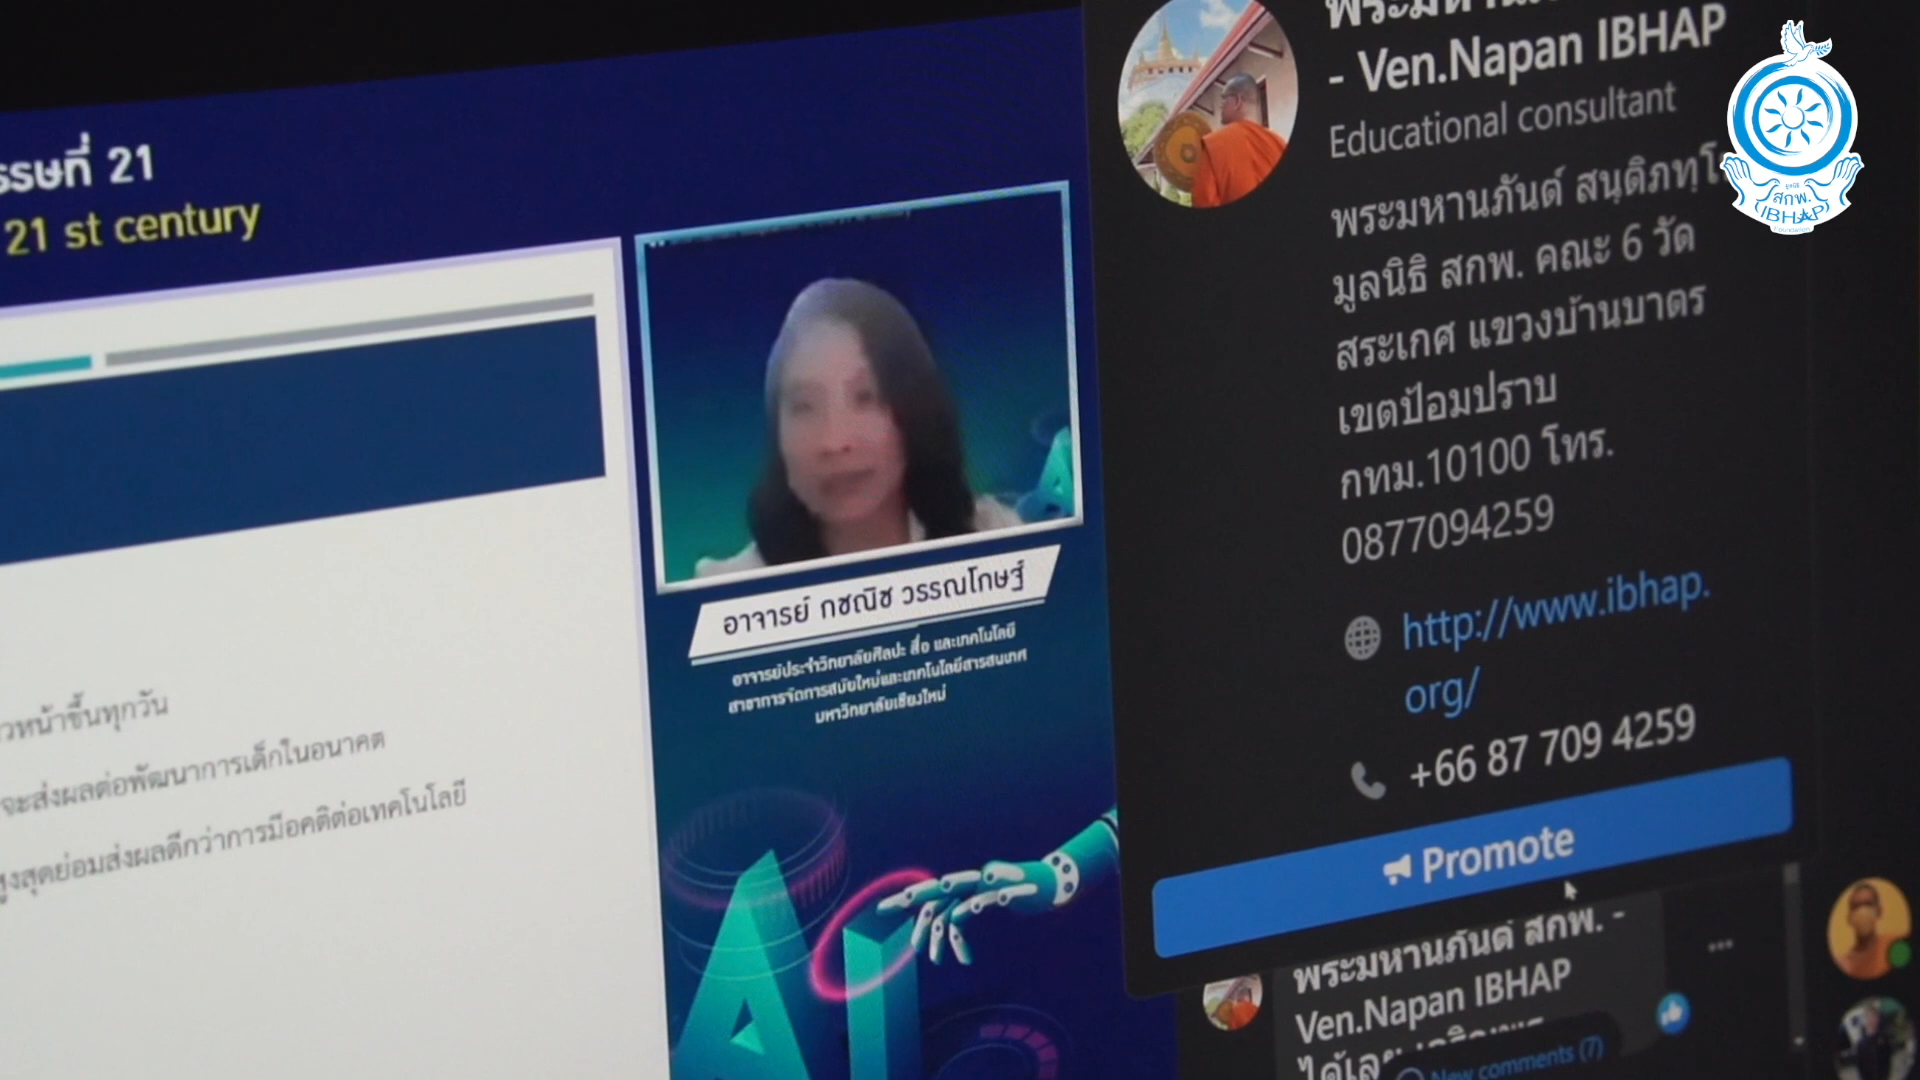 รรษที่ 21
21 st century
วหน้าขึ้นทุกวัน
จะส่งผลต่อพัฒนาการเด็กในอนาคต
สูงสุดย่อมส่งผลดีกว่าการมีอคติต่อเทคโนโลยี
อาจารย์ กชณิช วรรณโกษฐ์
อาจารย์ประจำวิทยาลัยศิลปะ สื่อ และเทคโนโลยี
สาขาการจัดการสมัยใหม่และเทคโนโลยีสารสนเทศ
มหาวิทยาลัยเชียงใหม่
AI
- Ven.Napan IBHAP
Educational consultant
พระมหานภันต์ สนฺติภทฺโ
มูลนิธิ สกพ. คณะ 6 วัด
สระเกศ แขวงบ้านบาตร
เขตป้อมปราบ
กทม.10100 โทร.
0877094259
http://www.ibhap.
org/
+66 87 709 4259
Promote
พระมหานภันต์ สกพ. -
Ven.Napan IBHAP
New comments (7)
มูลนิธิ
สกพ.
IBHAP
Foundation